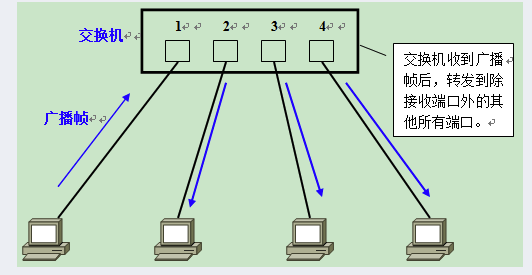 1 2 3 4
交换机
交换机收到广播
帧后，转发到除
接收端口外的其
他所有端口。
广播帧